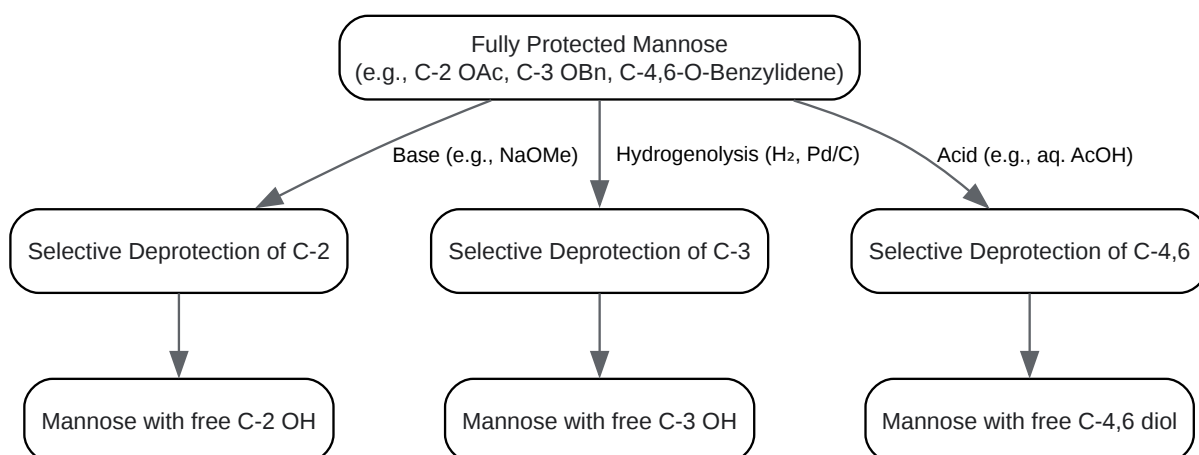 Fully Protected Mannose
(e.g., C-2 OAc, C-3 OBn, C-4,6-O-Benzylidene)
Base (e.g., NaOMe)
Hydrogenolysis (H₂, Pd/C)
Acid (e.g., aq. AcOH)
Selective Deprotection of C-2
Selective Deprotection of C-3
Selective Deprotection of C-4,6
Mannose with free C-2 OH
Mannose with free C-3 OH
Mannose with free C-4,6 diol